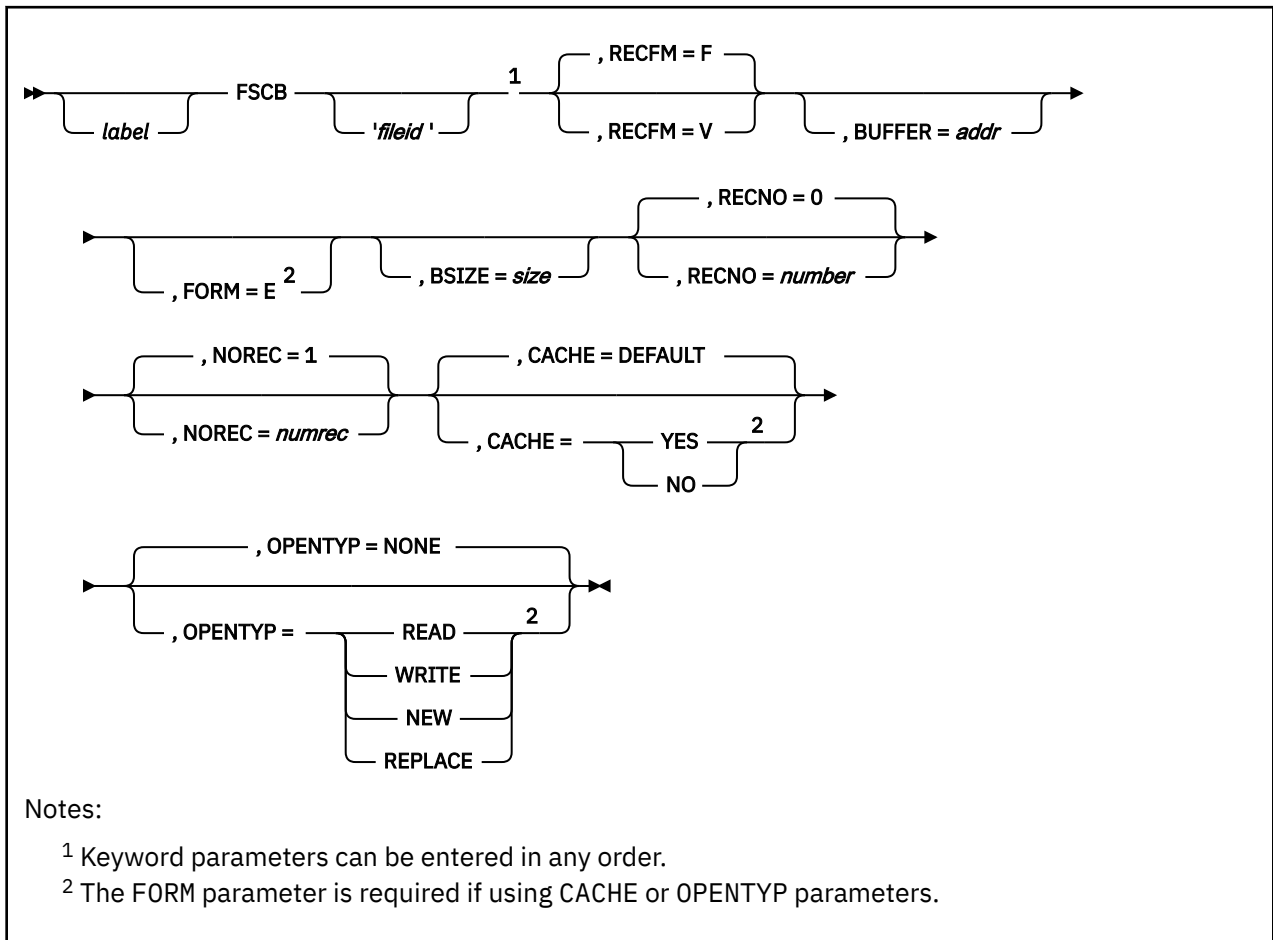 , RECFM = F
label FSCB 'fileid ' 1 , RECFM = V , BUFFER = addr
, RECNO = 0
, FORM = E 2 , BSIZE = size , RECNO = number
, NOREC = 1 , CACHE = DEFAULT
, NOREC = numrec , CACHE = YES 2
NO
, OPENTYP = NONE
, OPENTYP = READ 2
WRITE
NEW
REPLACE
Notes:
1 Keyword parameters can be entered in any order.
2 The FORM parameter is required if using CACHE or OPENTYP parameters.